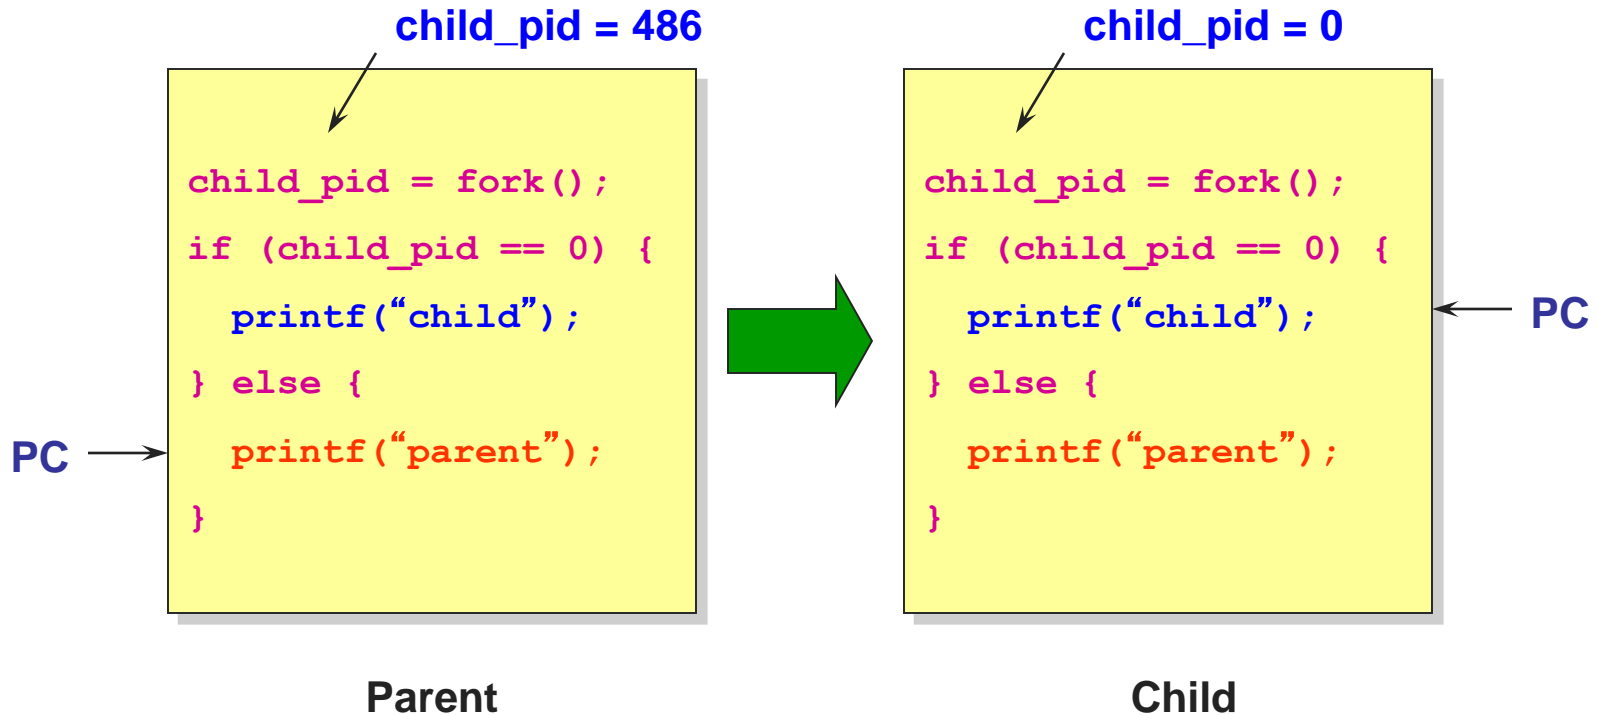 child_pid = 486
child_pid = fork();
if (child_pid == 0) {
printf(“child”);
} else {
PC
printf(“parent”);
}
Parent
child_pid = 0
child_pid = fork();
if (child_pid == 0) {
printf(“child”);
PC
} else {
printf(“parent”);
}
Child